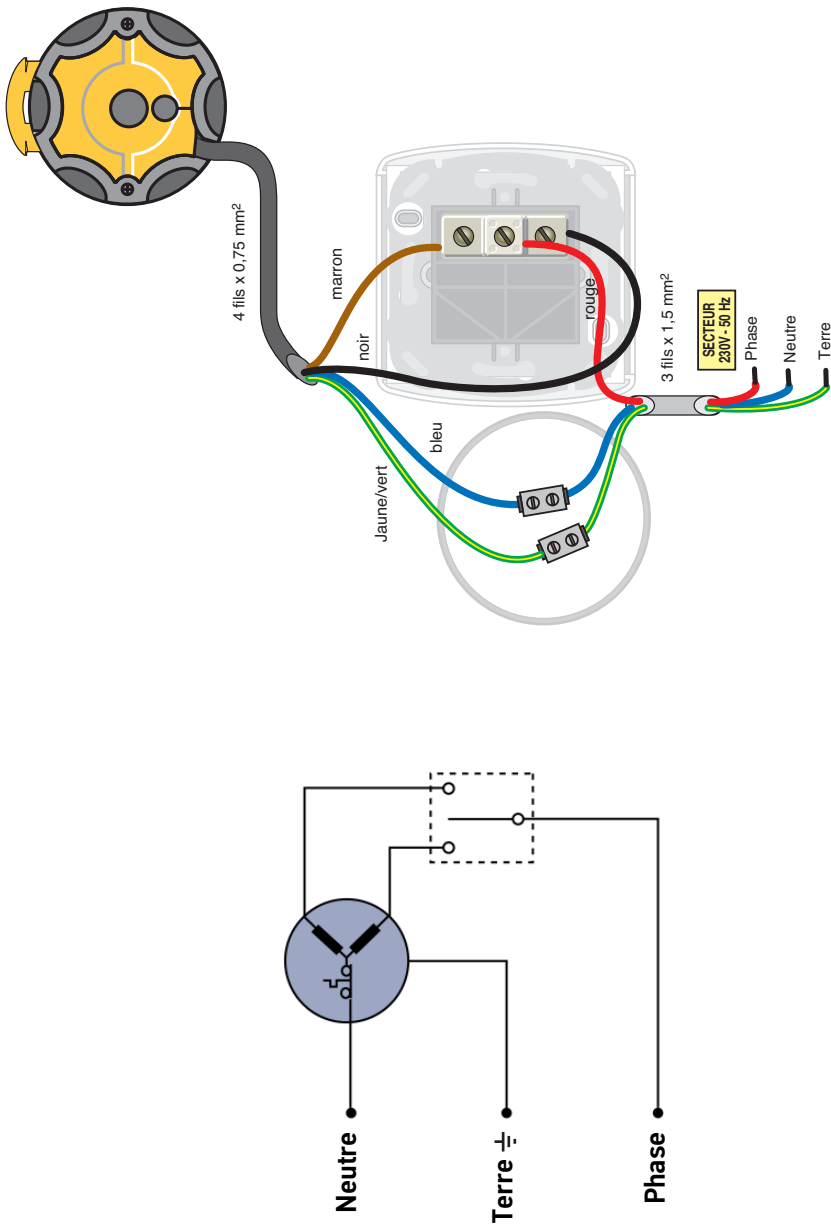 4 fils x 0,75 mm²
marron
noir
bleu
Jaune/vert
rouge
3 fils x 1,5 mm²
SECTEUR
230V - 50 Hz
Phase
Neutre
Terre
Neutre
Terre
Phase